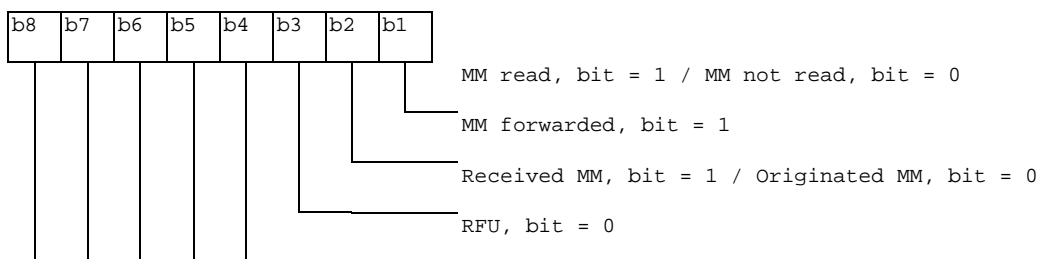 b8 b7 b6 b5 b4 b3 b2 b1
MM read, bit = 1 / MM not read, bit = 0
MM forwarded, bit = 1
Received MM, bit = 1 / Originated MM, bit = 0
RFU, bit = 0